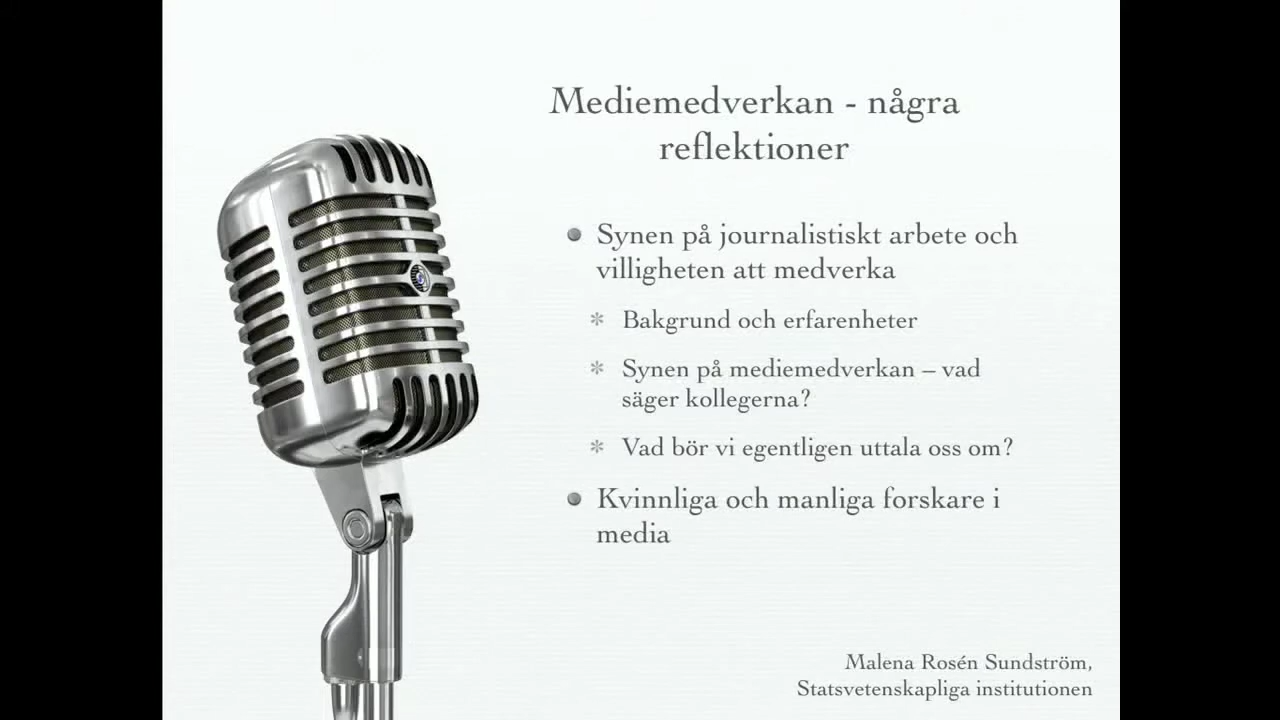 Mediemedverkan - några
reflektioner
Synen på journalistiskt arbete och
villigheten att medverka
Bakgrund och erfarenheter
Synen på mediemedverkan – vad
säger kollegerna?
Vad bör vi egentligen uttala oss om?
Kvinnliga och manliga forskare i
media
Malena Rosén Sundström,
Statsvetenskapliga institutionen